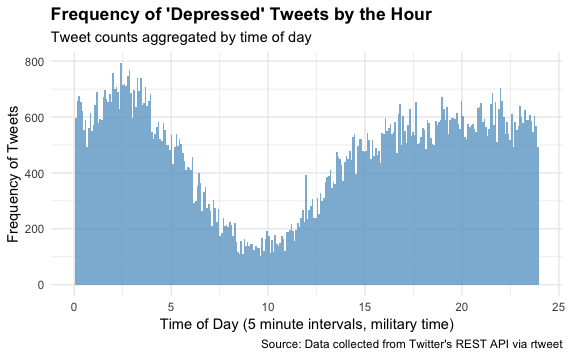 Frequency of 'Depressed' Tweets by the Hour
Tweet counts aggregated by time of day
Frequency of Tweets
800
600
400
200
0
0 5 10 15 20 25
Time of Day (5 minute intervals, military time)
Source: Data collected from Twitter's REST API via rtweet